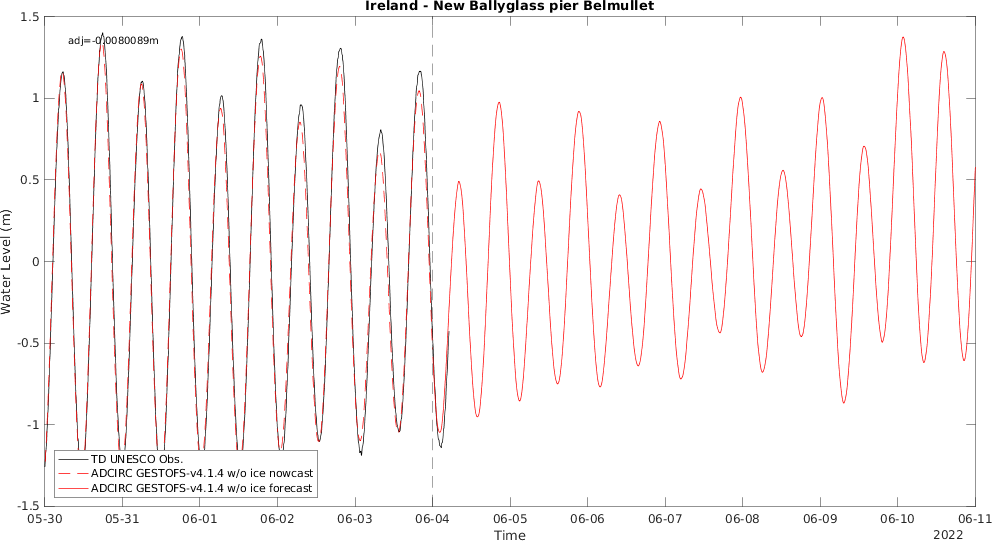 Ireland - New Ballyglass pier Belmullet
adj=-0.0080089m
Water Level (m)
1.5
1
0.5
0
-0.5
-1
-1.5
TD UNESCO Obs.
ADCIRC GESTOFS-v4.1.4 w/o ice nowcast
ADCIRC GESTOFS-v4.1.4 w/o ice forecast
05-30 05-31 06-01 06-02 06-03 06-04 06-05 06-06 06-07 06-08 06-09 06-10 06-11
Time
2022